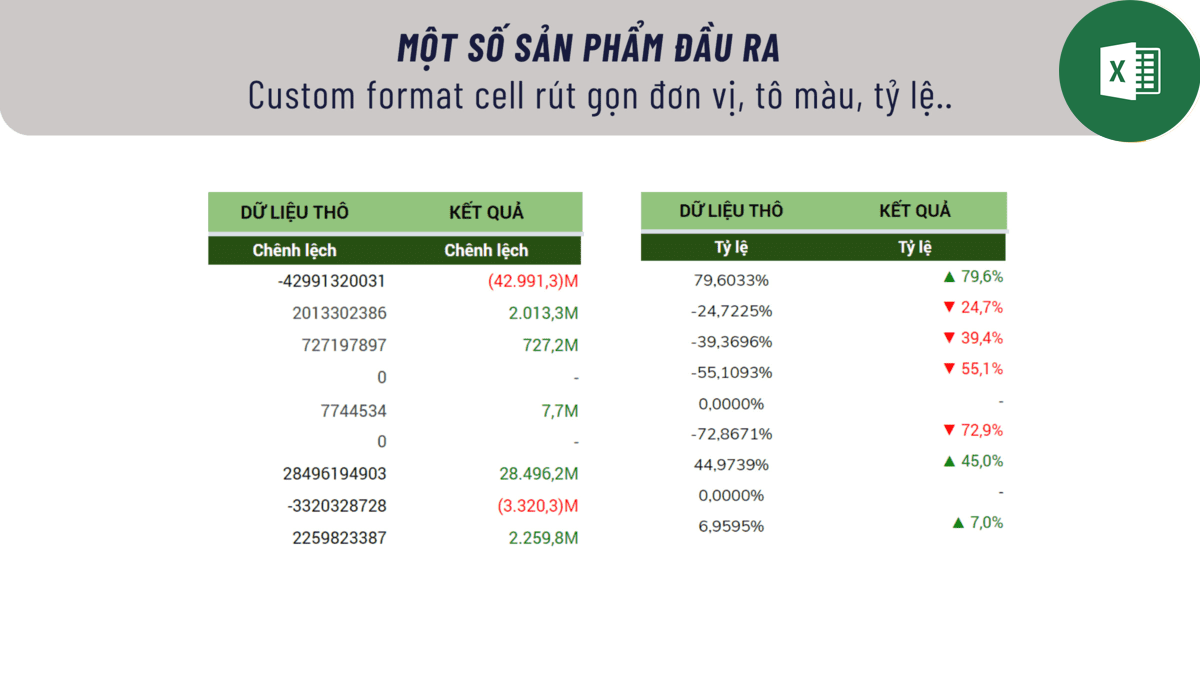 MỘT SỐ SẢN PHẨM ĐẦU RA
Custom format cell rút gọn đơn vị, tô màu, tỷ lệ..
X
DỮ LIỆU THÔ KẾT QUẢ
Chênh lệch Chênh lệch
-42991320031 (42.991,3)M
2013302386 2.013,3M
727197897 727,2M
0 -
7744534 7,7M
0 -
28496194903 28.496,2M
-3320328728 (3.320,3)M
2259823387 2.259,8M
DỮ LIỆU THÔ KẾT QUẢ
Tỷ lệ Tỷ lệ
79,6033% ▲ 79,6%
-24,7225% ▼ 24,7%
-39,3696% ▼ 39,4%
-55,1093% ▼ 55,1%
0,0000% -
-72,8671% ▼ 72,9%
44,9739% ▲ 45,0%
0,0000% -
6,9595% ▲ 7,0%